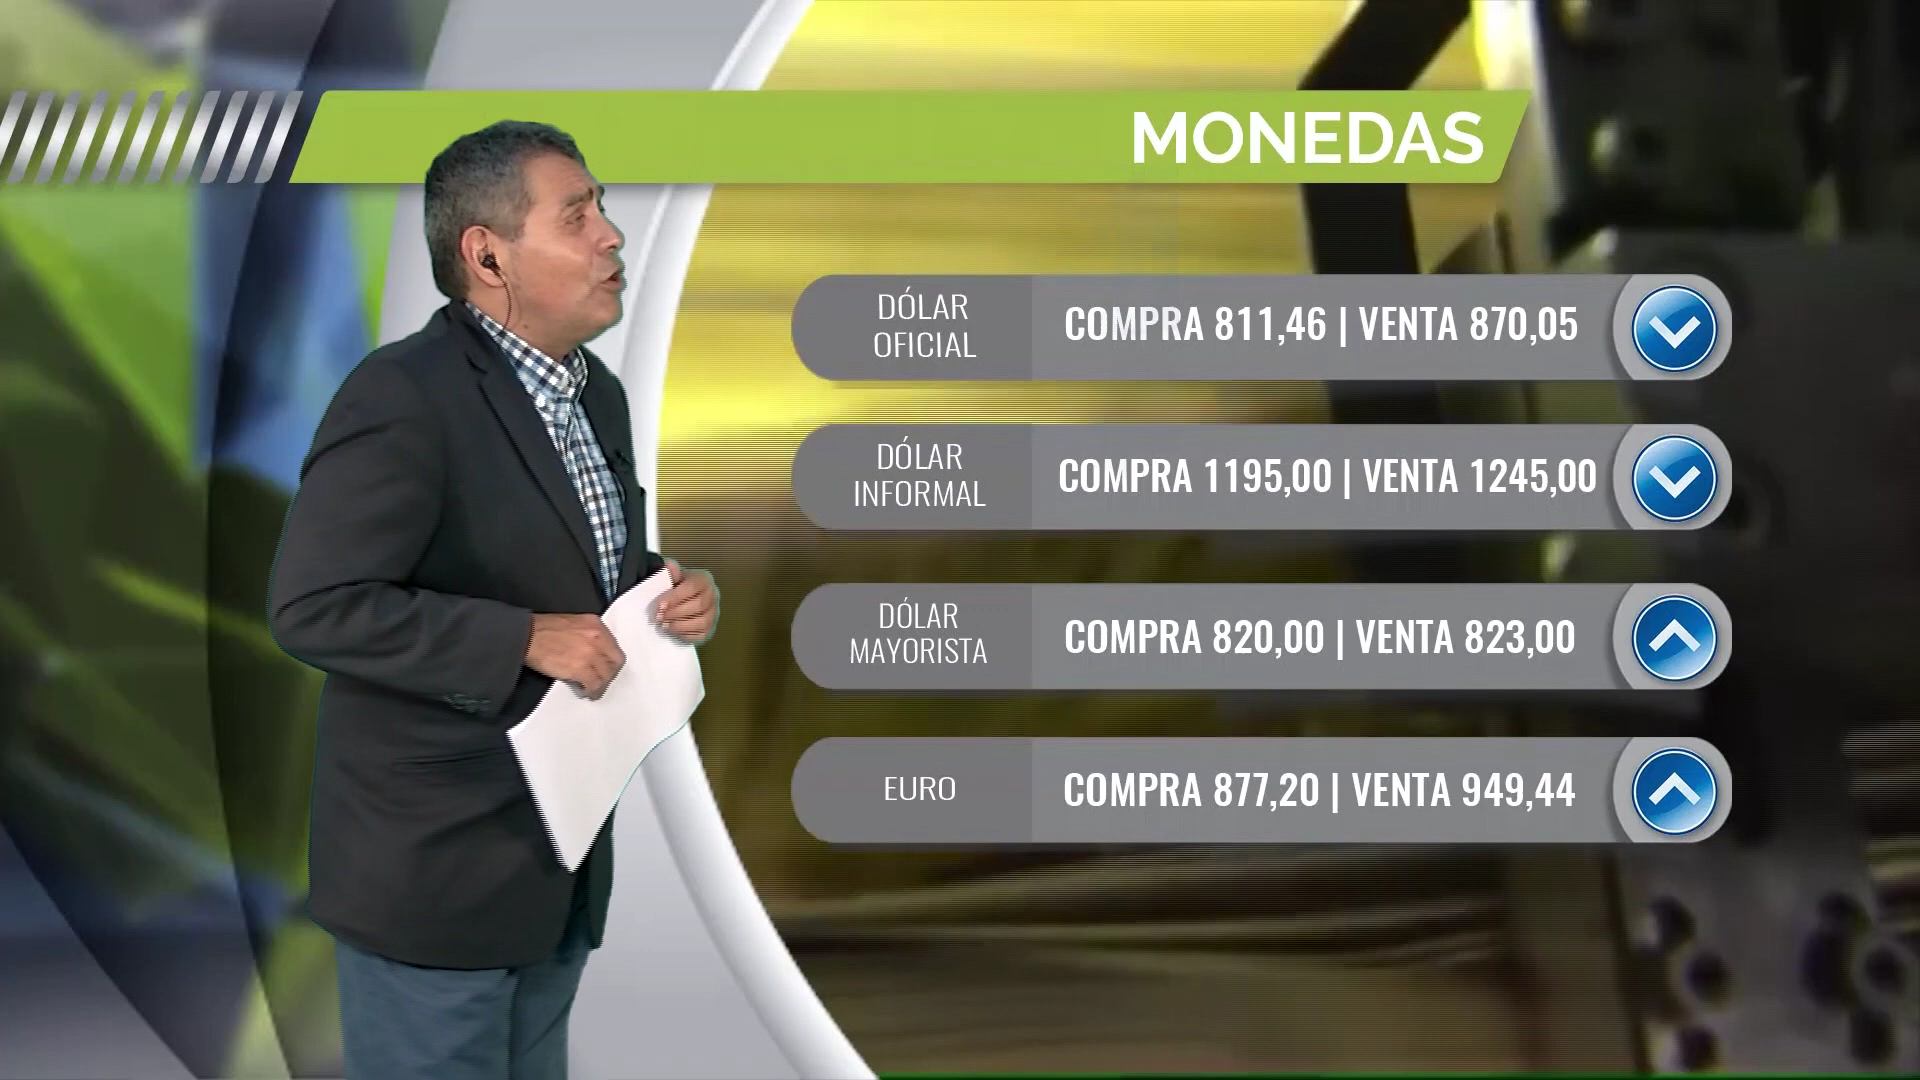 MONEDAS
DÓLAR
OFICIAL
COMPRA 811,46 | VENTA 870,05
DÓLAR
INFORMAL
COMPRA 1195,00 | VENTA 1245,00
DÓLAR
MAYORISTA
COMPRA 820,00 | VENTA 823,00
EURO
COMPRA 877,20 | VENTA 949,44